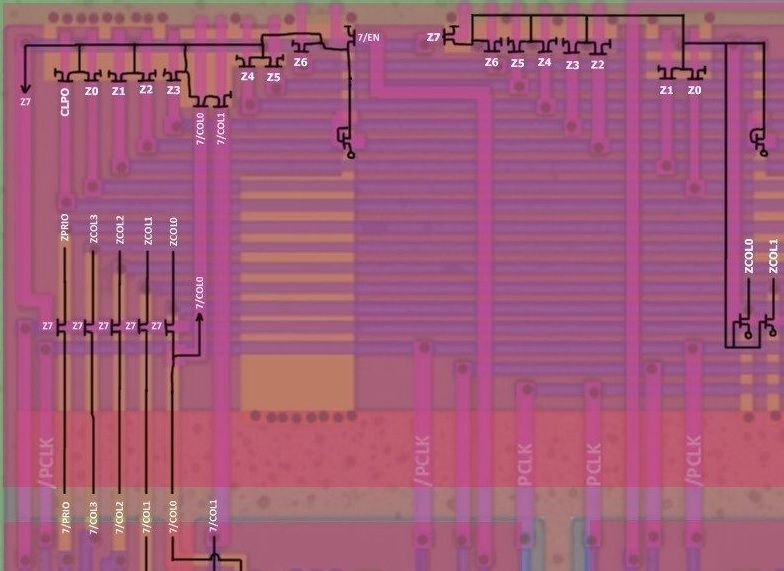 7/EN
Z7
Z6
Z6
Z5
Z4
Z3
Z2
Z4
Z5
Z7
CLPO
Z0
Z1
Z2
Z3
Z1
Z0
7/COL0
7/COL1
ZPRIO
ZCOL3
ZCOL2
ZCOL1
ZCOL0
ZCOL0
ZCOL1
7/COL0
Z7
Z7
Z7
Z7
Z7
/PCLK
/PCLK
PCLK
PCLK
/PCLK
7/PRIO
7/COL3
7/COL2
7/COL1
7/COL0
7/COL1